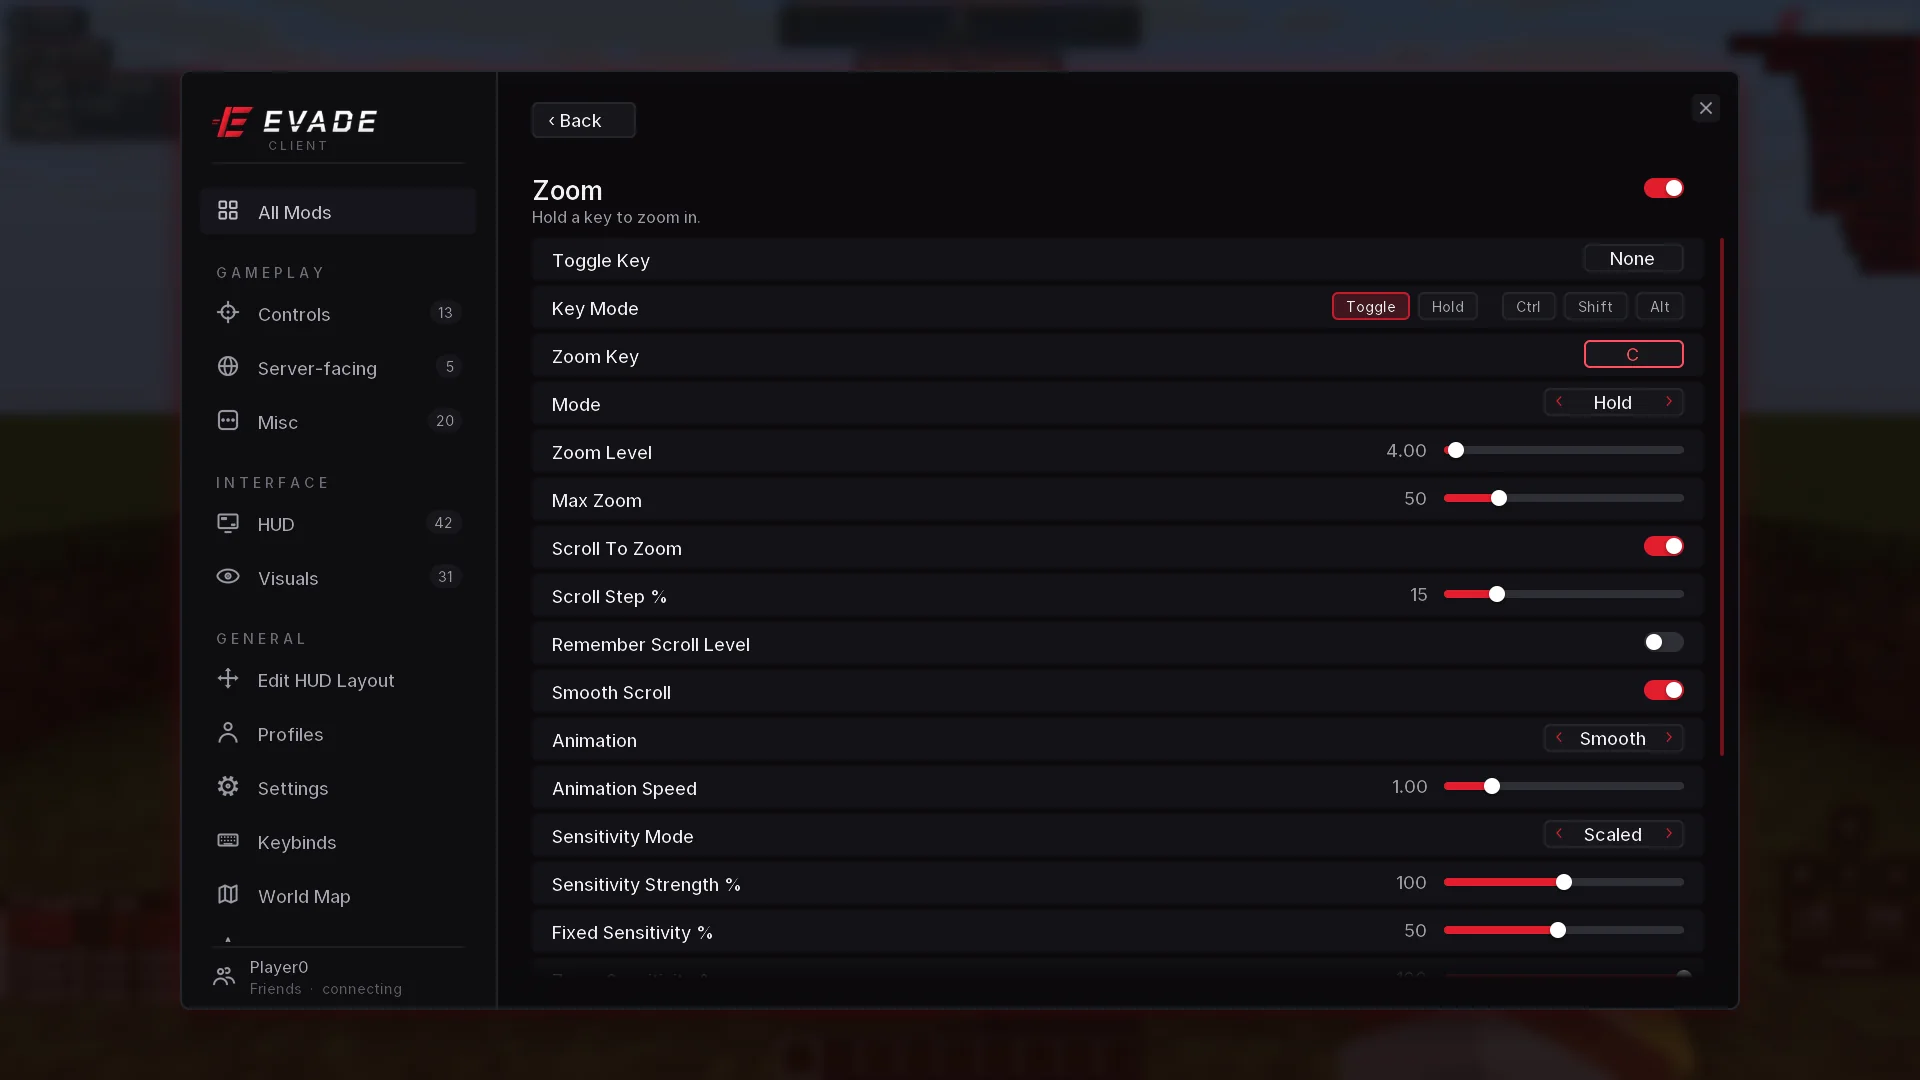 EVADE
CLIENT
All Mods
GAMEPLAY
Controls 13
Server-facing 5
Misc 20
INTERFACE
HUD 42
Visuals 31
GENERAL
Edit HUD Layout
Profiles
Settings
Keybinds
World Map
Player0
Friends · connecting
‹ Back
Zoom
Hold a key to zoom in.
Toggle Key None
Key Mode Toggle Hold Ctrl Shift Alt
Zoom Key C
Mode Hold
Zoom Level 4.00
Max Zoom 50
Scroll To Zoom
Scroll Step % 15
Remember Scroll Level
Smooth Scroll
Animation Smooth
Animation Speed 1.00
Sensitivity Mode Scaled
Sensitivity Strength % 100
Fixed Sensitivity % 50